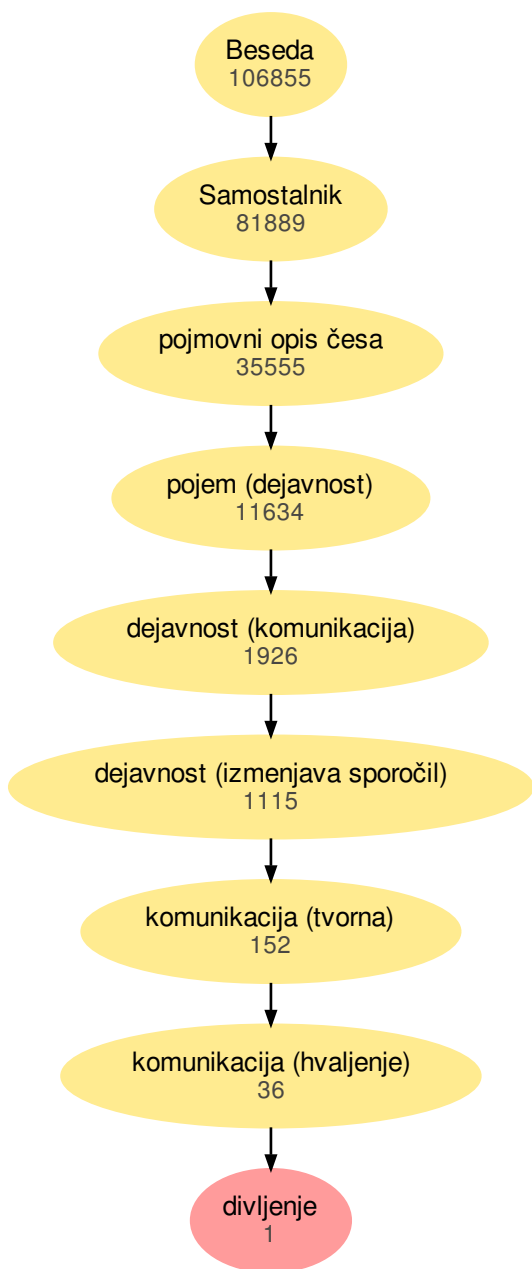 Beseda
106855
Samostalnik
81889
pojmovni opis česa
35555
pojem (dejavnost)
11634
dejavnost (komunikacija)
1926
dejavnost (izmenjava sporočil)
1115
komunikacija (tvorna)
152
komunikacija (hvaljenje)
36
divljenje
1